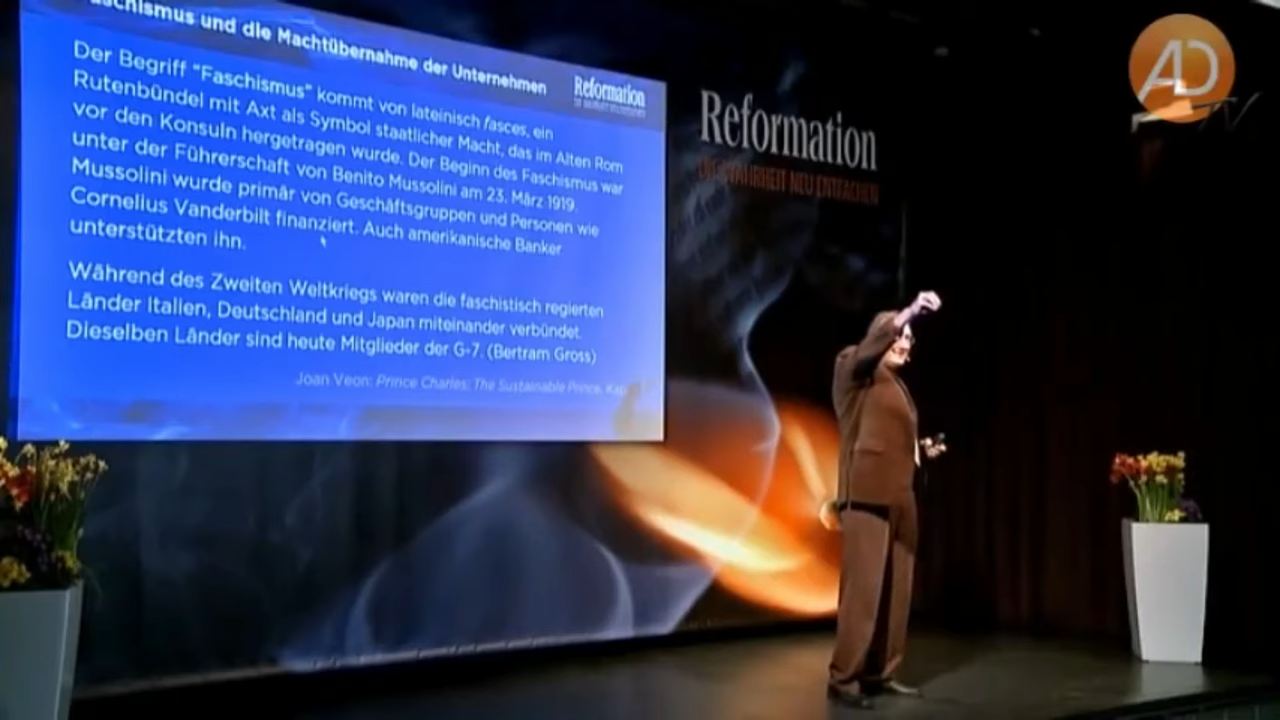 schismus und die Machtübernahme der Unternehmen
Reformation
Der Begriff "Faschismus" kommt von lateinisch fasces, ein
Rutenbündel mit Axt als Symbol staatlicher Macht, das im Alten Rom
vor den Konsuln hergetragen wurde. Der Beginn des Faschismus war
unter der Führerschaft von Benito Mussolini am 23. März 1919.
Mussolini wurde primär von Geschäftsgruppen und Personen wie
Cornelius Vanderbilt finanziert. Auch amerikanische Banker
unterstützten ihn.
Während des Zweiten Weltkriegs waren die faschistisch regierten
Länder Italien, Deutschland und Japan miteinander verbündet.
Dieselben Länder sind heute Mitglieder der G-7. (Bertram Gross)
Joan Veon: Prince Charles: The Sustainable Prince, Kap
Reformation
DIE WAHRHEIT NEU ENTFACHEN
AD
TV